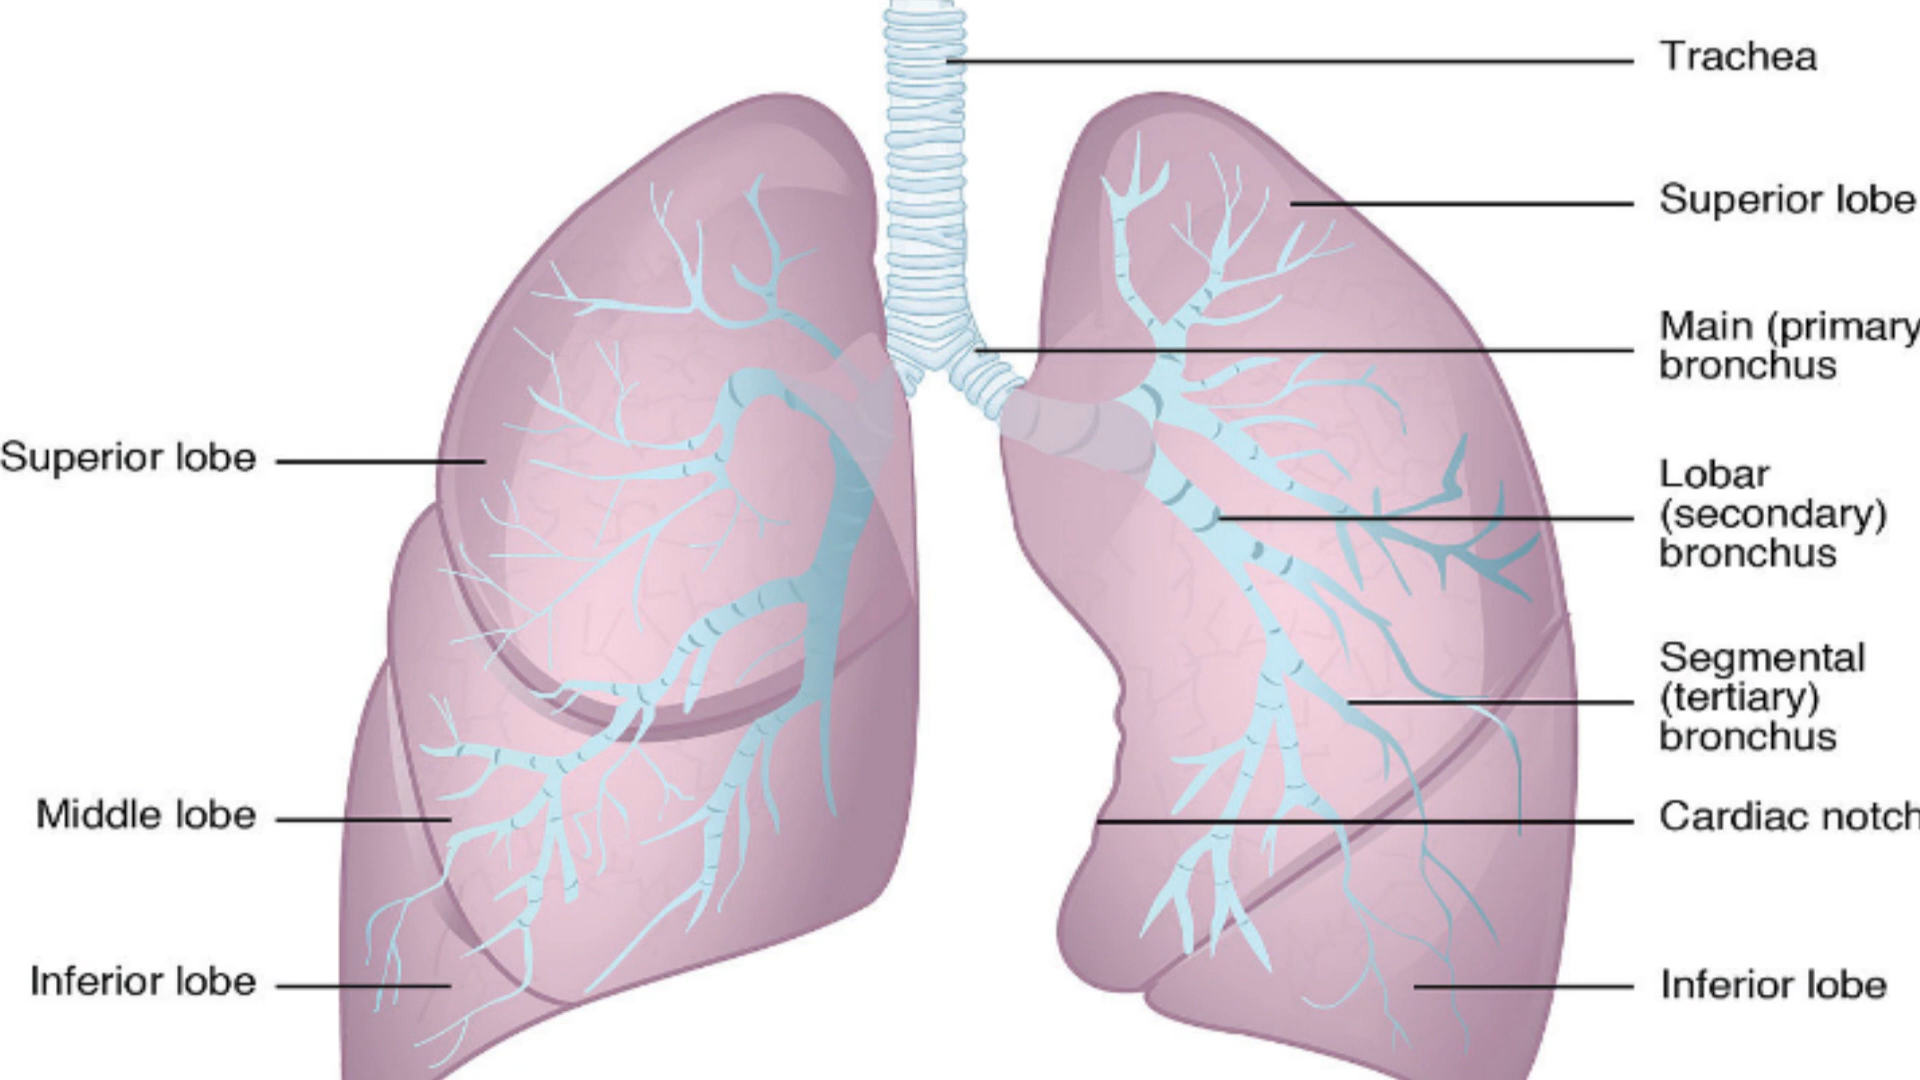 Trachea
Superior lobe
Main (primary
bronchus
Lobar
(secondary)
bronchus
Segmental
(tertiary)
bronchus
Cardiac notch
Inferior lobe
Superior lobe
Middle lobe
Inferior lobe